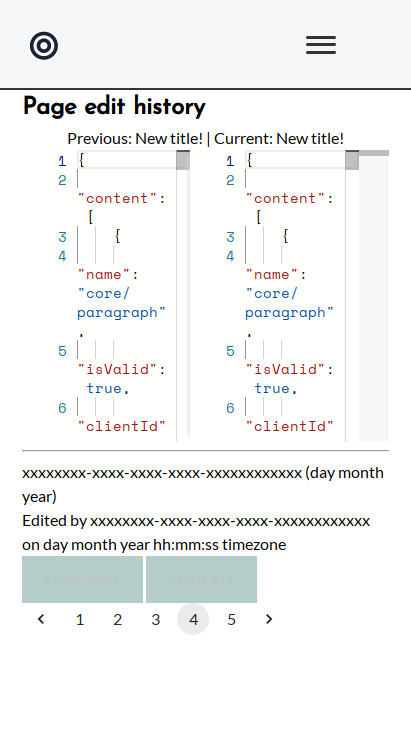 Page edit history
Previous: New title! | Current: New title!
1 {
2
"content":
[
3 {
4
"name":
"core/
paragraph"
,
5
"isValid":
true,
6
"clientId"
1 {
2
"content":
[
3 {
4
"name":
"core/
paragraph"
,
5
"isValid":
true,
6
"clientId"
xxxxxxxx-xxxx-xxxx-xxxx-xxxxxxxxxxxx (day month
year)
Edited by xxxxxxxx-xxxx-xxxx-xxxx-xxxxxxxxxxxx
on day month year hh:mm:ss timezone
COMPARE RESTORE
1 2 3 4 5